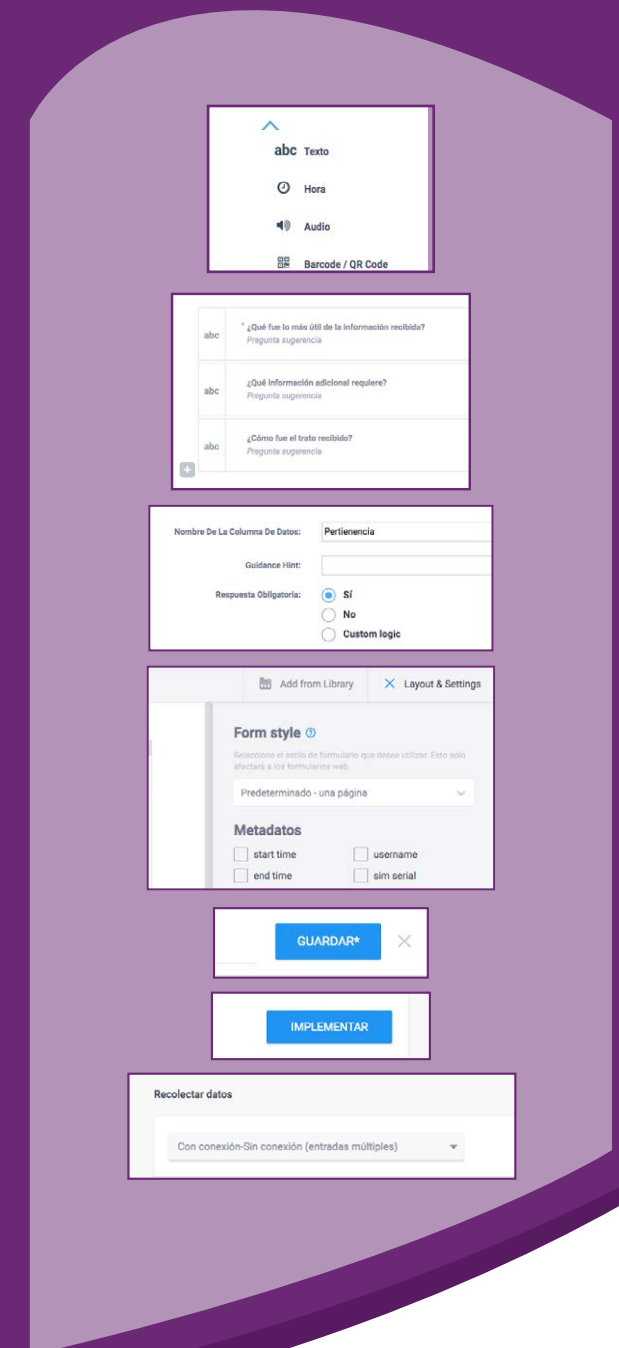 abc Texto
Hora
Audio
Barcode / QR Code
abc
* ¿Qué fue lo más útil de la información recibida?
Pregunta sugerencia
abc
¿Qué información adicional requiere?
Pregunta sugerencia
abc
¿Cómo fue el trato recibido?
Pregunta sugerencia
+
Nombre De La Columna De Datos: Pertienencia
Guidance Hint:
Respuesta Obligatoria: Sí
No
Custom logic
Add from Library Layout & Settings
Form style ?
Seleccione el estilo de formulario que desee utilizar. Esto solo
afectará a los formularios web.
Predeterminado - una página
Metadatos
start time username
end time sim serial
GUARDAR*
IMPLEMENTAR
Recolectar datos
Con conexión-Sin conexión (entradas múltiples)